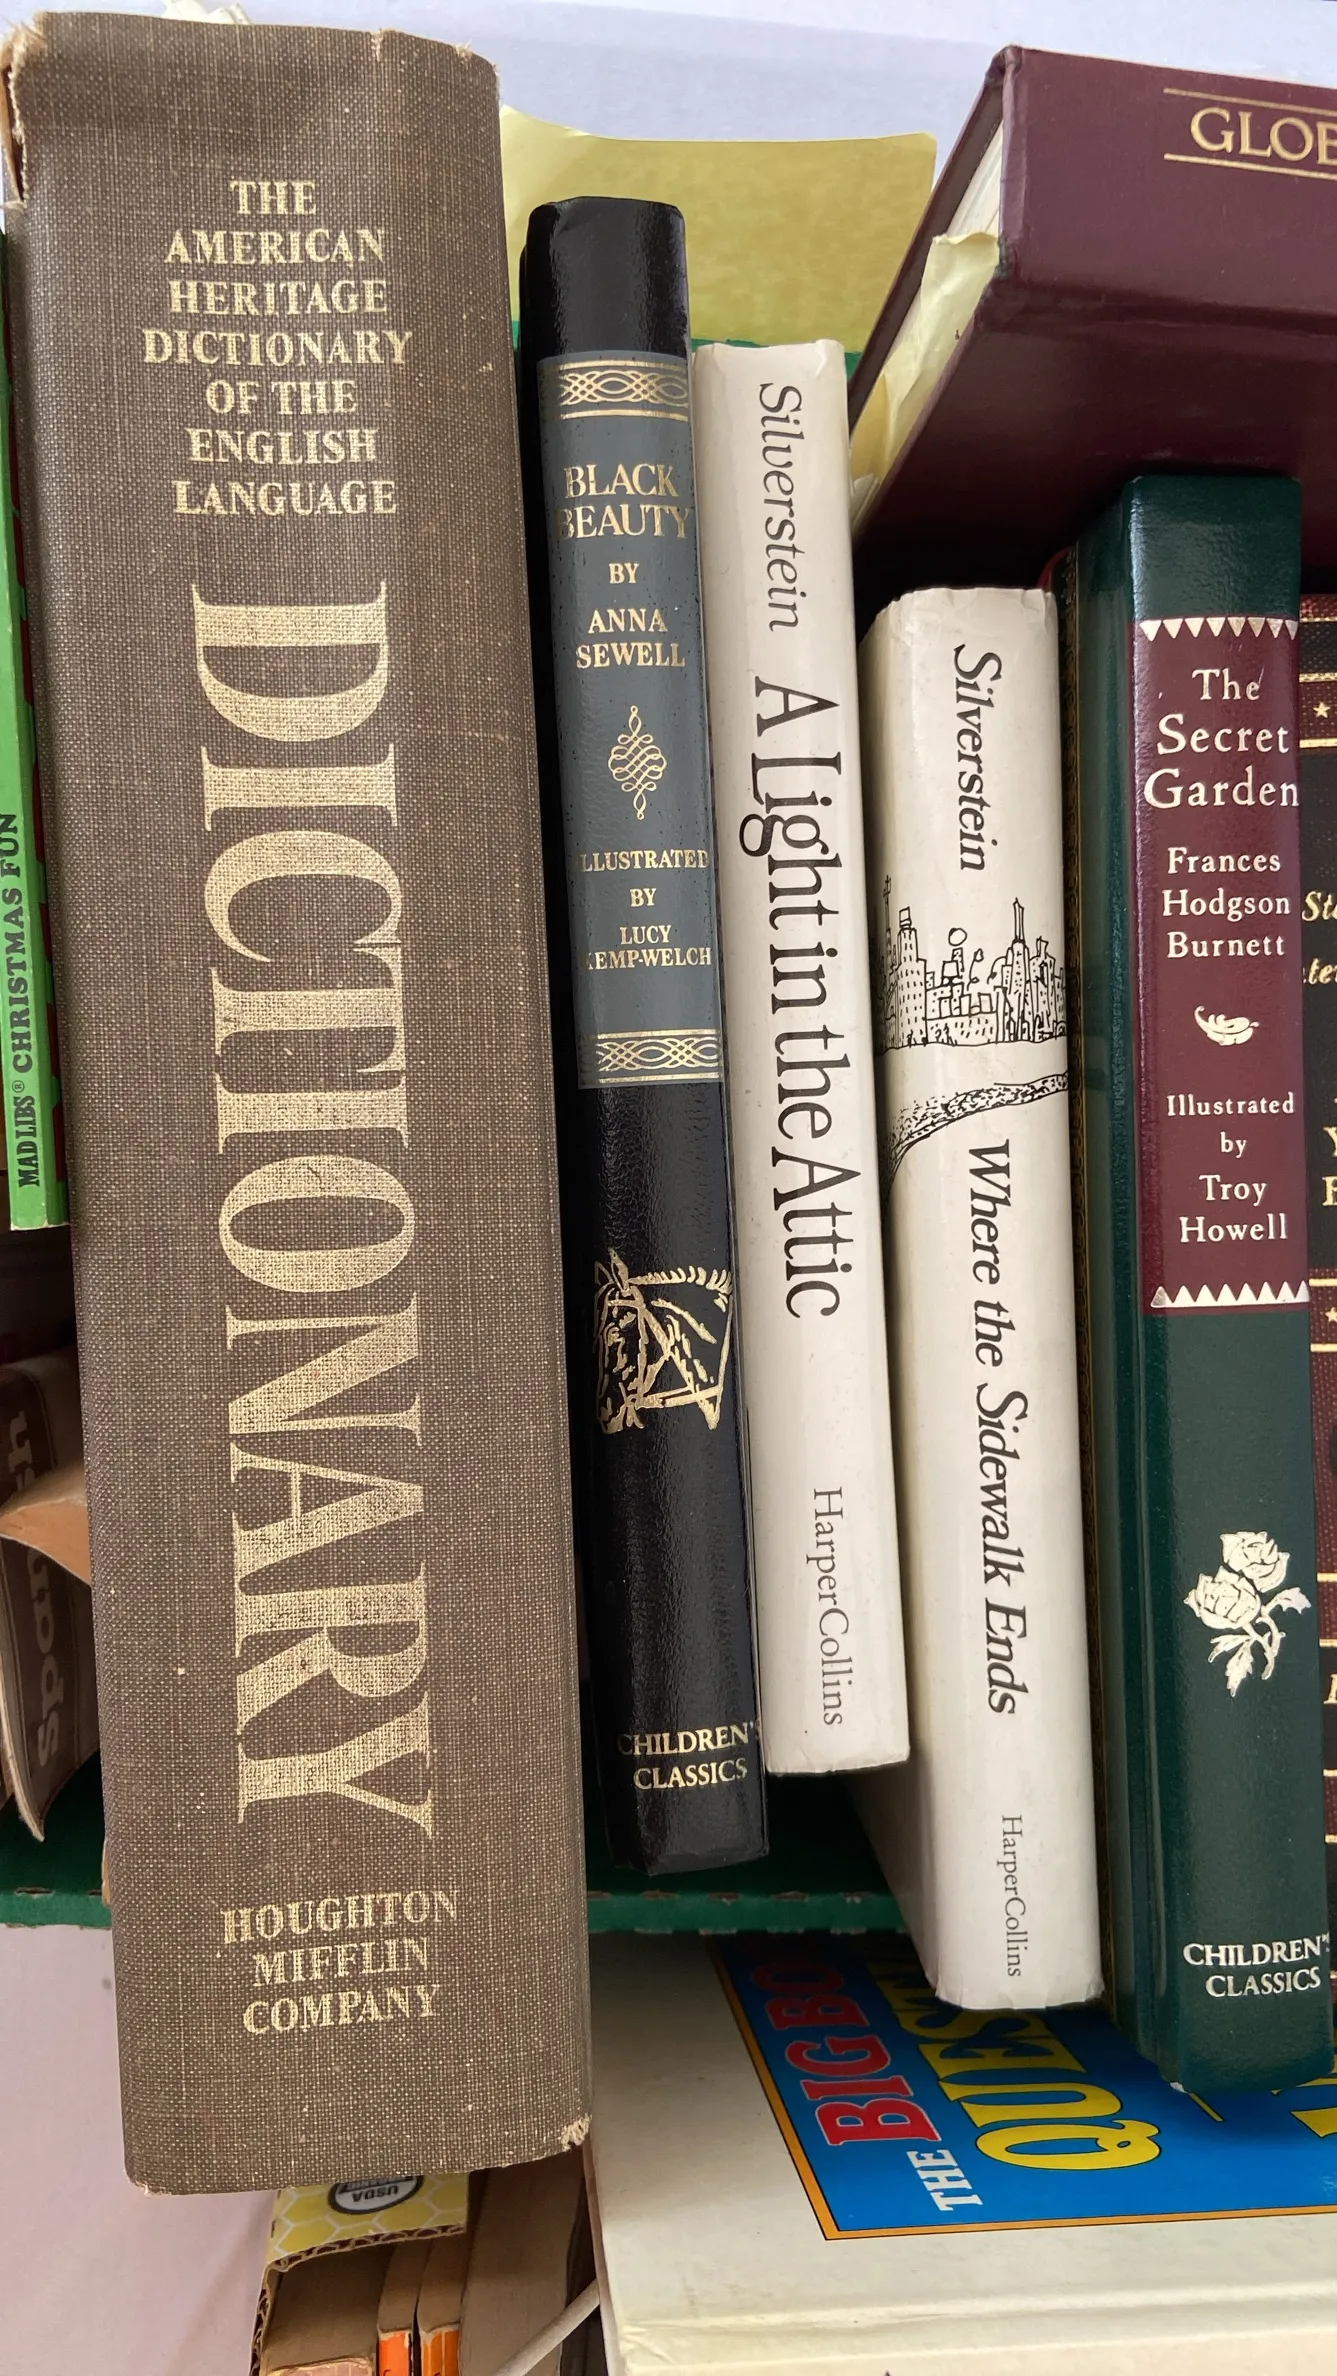 MAD LIBS® CHRISTMAS FUN
THE
AMERICAN
HERITAGE
DICTIONARY
OF THE
ENGLISH
LANGUAGE
DICTIONARY
HOUGHTON
MIFFLIN
COMPANY
BLACK
BEAUTY
BY
ANNA
SEWELL
ILLUSTRATED
BY
LUCY
KEMP-WELCH
CHILDREN'S
CLASSICS
Silverstein A Light in the Attic HarperCollins
Silverstein Where the Sidewalk Ends HarperCollins
GLOB
The
Secret
Garden
Frances
Hodgson
Burnett
Illustrated
by
Troy
Howell
CHILDREN'S
CLASSICS
THE BIG BO
QUES
USDA